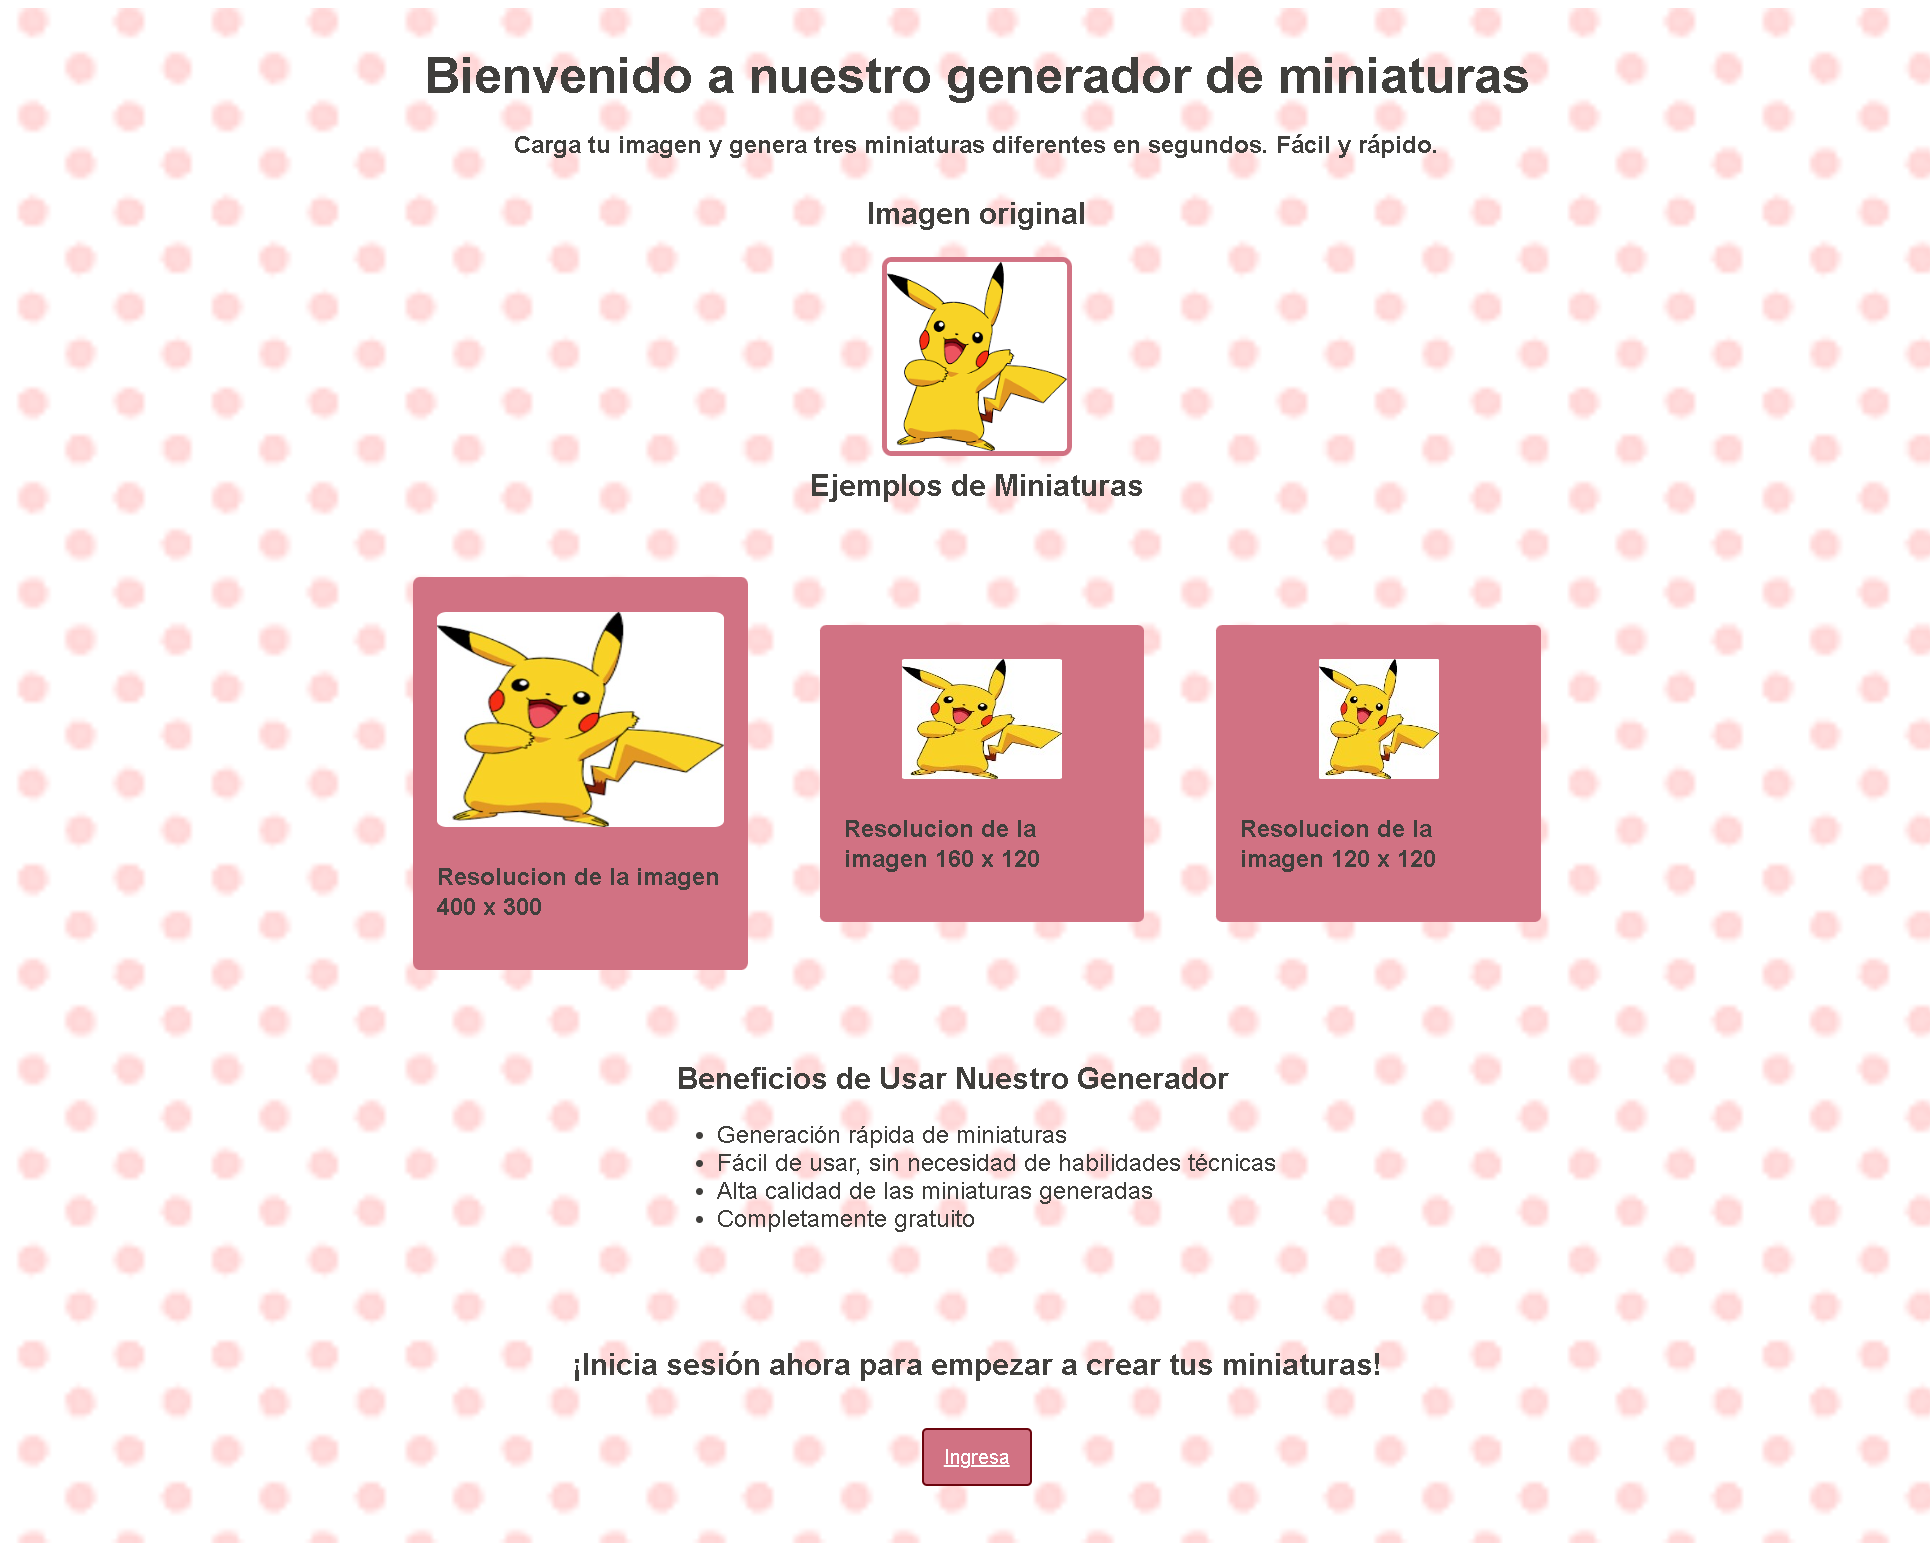 Bienvenido a nuestro generador de miniaturas
Carga tu imagen y genera tres miniaturas diferentes en segundos. Fácil y rápido.
Imagen original
Ejemplos de Miniaturas
Resolucion de la imagen
400 x 300
Resolucion de la
imagen 160 x 120
Resolucion de la
imagen 120 x 120
Beneficios de Usar Nuestro Generador
• Generación rápida de miniaturas
• Fácil de usar, sin necesidad de habilidades técnicas
• Alta calidad de las miniaturas generadas
• Completamente gratuito
¡Inicia sesión ahora para empezar a crear tus miniaturas!
Ingresa